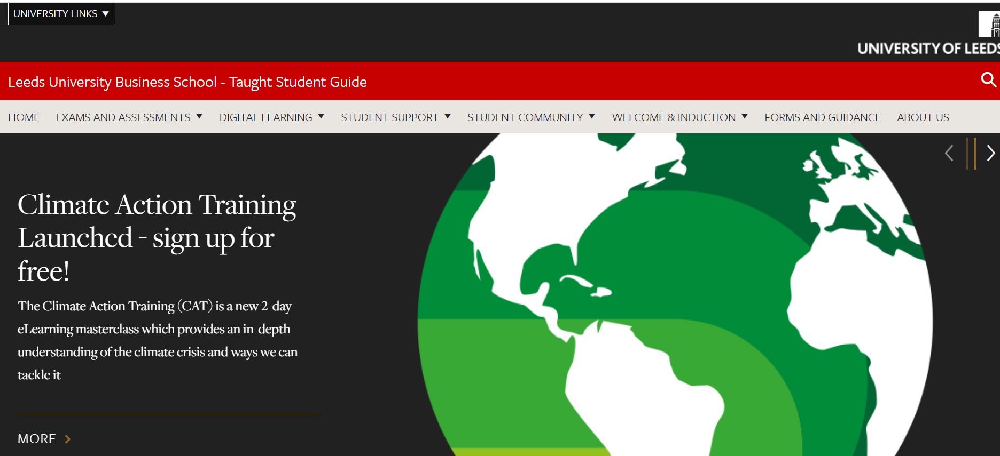 UNIVERSITY LINKS
UNIVERSITY OF LEEDS
Leeds University Business School - Taught Student Guide
HOME EXAMS AND ASSESSMENTS DIGITAL LEARNING STUDENT SUPPORT STUDENT COMMUNITY WELCOME & INDUCTION FORMS AND GUIDANCE ABOUT US
Climate Action Training
Launched - sign up for
free!
The Climate Action Training (CAT) is a new 2-day
eLearning masterclass which provides an in-depth
understanding of the climate crisis and ways we can
tackle it
MORE